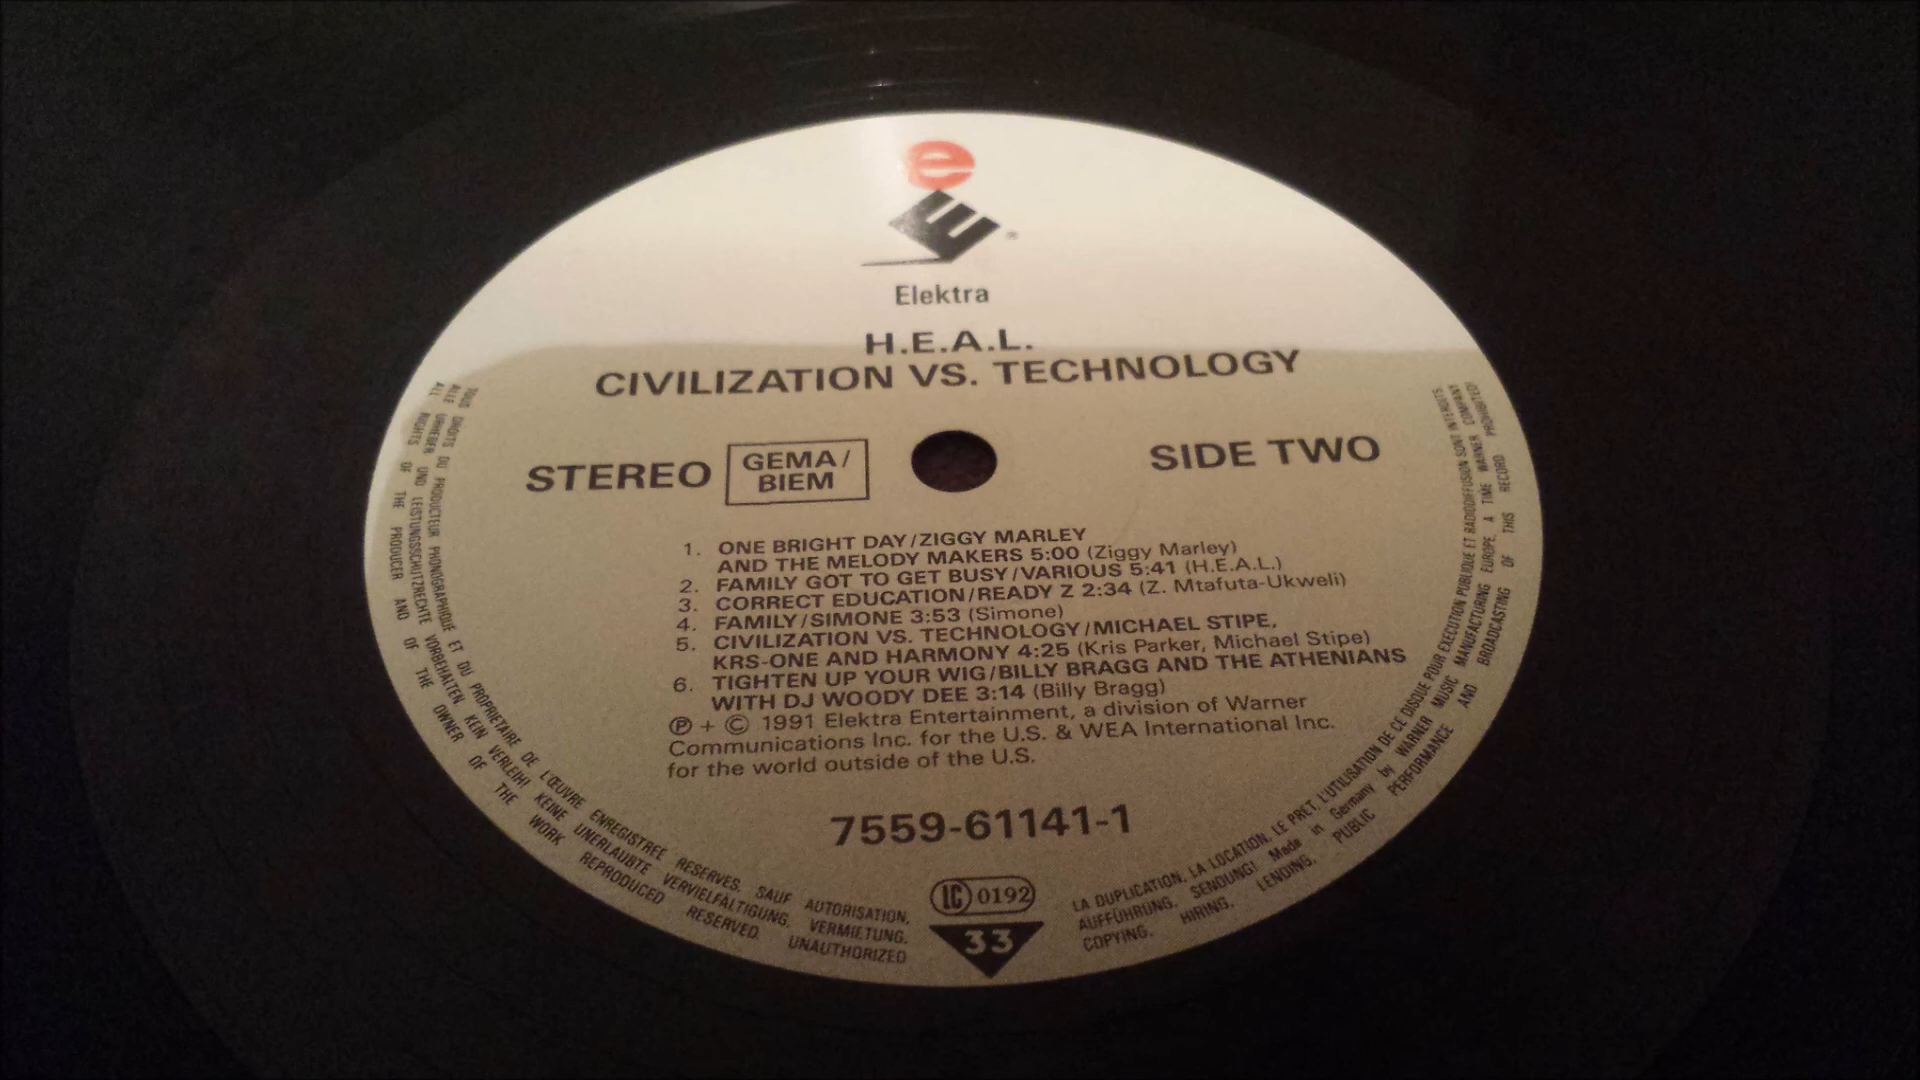 e
Elektra
H.E.A.L.
CIVILIZATION VS. TECHNOLOGY
STEREO
GEMA/
BIEM
SIDE TWO
1. ONE BRIGHT DAY/ZIGGY MARLEY
AND THE MELODY MAKERS 5:00 (Ziggy Marley)
2. FAMILY GOT TO GET BUSY/VARIOUS 5:41 (H.E.A.L.)
3. CORRECT EDUCATION/READY Z 2:34 (Z. Mtafuta-Ukweli)
4. FAMILY/SIMONE 3:53 (Simone)
5. CIVILIZATION VS. TECHNOLOGY/MICHAEL STIPE,
KRS-ONE AND HARMONY 4:25 (Kris Parker, Michael Stipe)
6. TIGHTEN UP YOUR WIG/BILLY BRAGG AND THE ATHENIANS
WITH DJ WOODY DEE 3:14 (Billy Bragg)
℗ + © 1991 Elektra Entertainment, a division of Warner
Communications Inc. for the U.S. & WEA International Inc.
for the world outside of the U.S.
7559-61141-1
LC 0192
33
TOUS DROITS DU PRODUCTEUR PHONOGRAPHIQUE ET DU PROPRIETAIRE DE L'ŒUVRE ENREGISTREE RESERVES. SAUF AUTORISATION, LA DUPLICATION, LA LOCATION, LE PRET, L'UTILISATION DE CE DISQUE POUR EXECUTION PUBLIQUE ET RADIODIFFUSION SONT INTERDITS
ALLE URHEBER UND LEISTUNGSSCHUTZRECHTE VORBEHALTEN. KEIN VERLEIH! KEINE UNERLAUBTE VERVIELFÄLTIGUNG, VERMIETUNG, AUFFÜHRUNG, SENDUNG! Made in Germany by WARNER MUSIC MANUFACTURING EUROPE. A TIME WARNER COMPANY
ALL RIGHTS OF THE PRODUCER AND OF THE OWNER OF THE WORK REPRODUCED RESERVED. UNAUTHORIZED COPYING, HIRING, LENDING, PUBLIC PERFORMANCE AND BROADCASTING OF THIS RECORD PROHIBITED